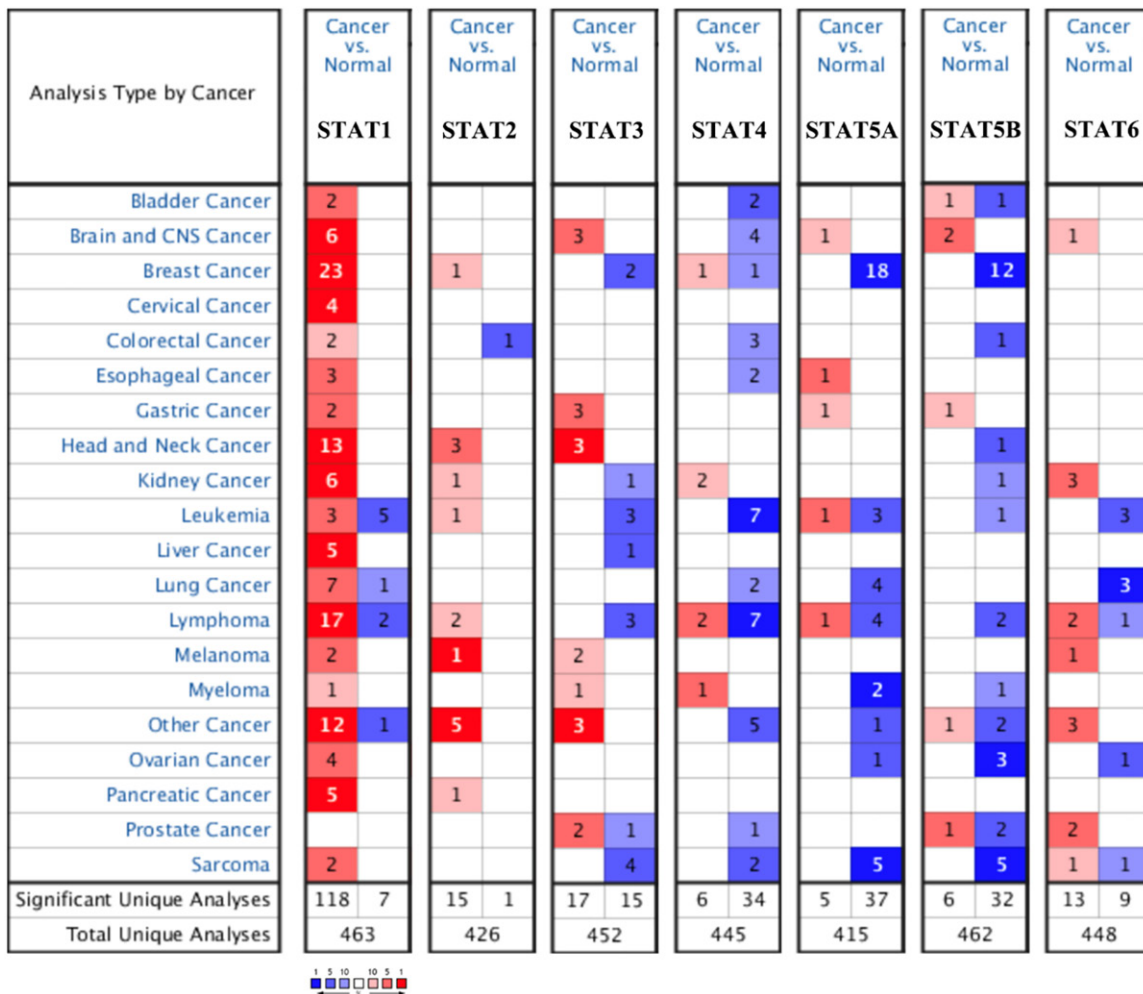 Analysis Type by Cancer
Cancer vs. Normal STAT1
Cancer vs. Normal STAT2
Cancer vs. Normal STAT3
Cancer vs. Normal STAT4
Cancer vs. Normal STAT5A
Cancer vs. Normal STAT5B
Cancer vs. Normal STAT6
Bladder Cancer 2 2 1 1
Brain and CNS Cancer 6 3 4 1 2 1
Breast Cancer 23 1 2 1 1 18 12
Cervical Cancer 4
Colorectal Cancer 2 1 3 1
Esophageal Cancer 3 2 1
Gastric Cancer 2 3 1 1
Head and Neck Cancer 13 3 3 1
Kidney Cancer 6 1 1 2 1 3
Leukemia 3 5 1 3 7 1 3 1 3
Liver Cancer 5 1
Lung Cancer 7 1 2 4 3
Lymphoma 17 2 2 3 2 7 1 4 2 2 1
Melanoma 2 1 2 1
Myeloma 1 1 1 2 1
Other Cancer 12 1 5 3 5 1 1 2 3
Ovarian Cancer 4 1 3 1
Pancreatic Cancer 5 1
Prostate Cancer 2 1 1 1 2 2
Sarcoma 2 4 2 5 5 1 1
Significant Unique Analyses 118 7 15 1 17 15 6 34 5 37 6 32 13 9
Total Unique Analyses 463 426 452 445 415 462 448
1 5 10 10 5 1